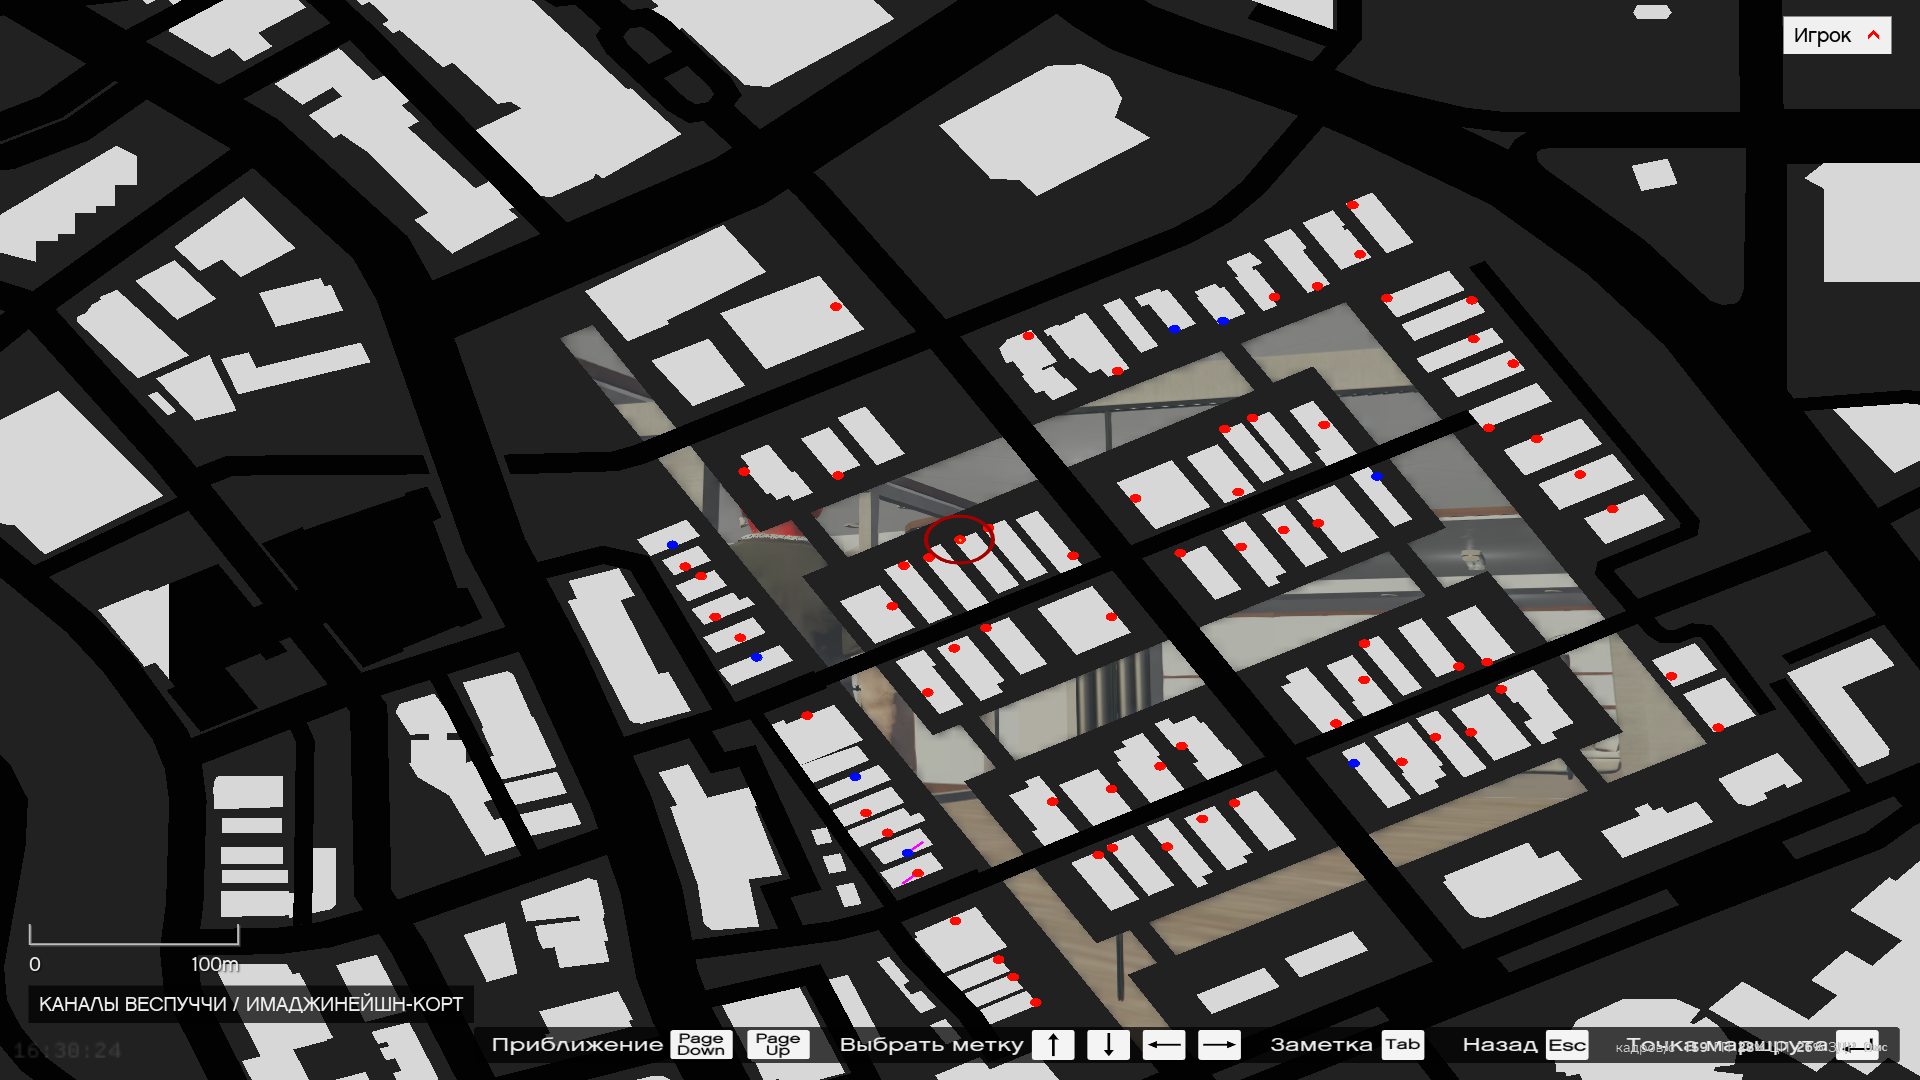 Игрок
0 100m
КАНАЛЫ ВЕСПУЧЧИ / ИМАДЖИНЕЙШН-КОРТ
16:30:24
Приближение Page Down Page Up Выбрать метку ↑ ↓ ← → Заметка Tab Назад Esc Точка маршрута